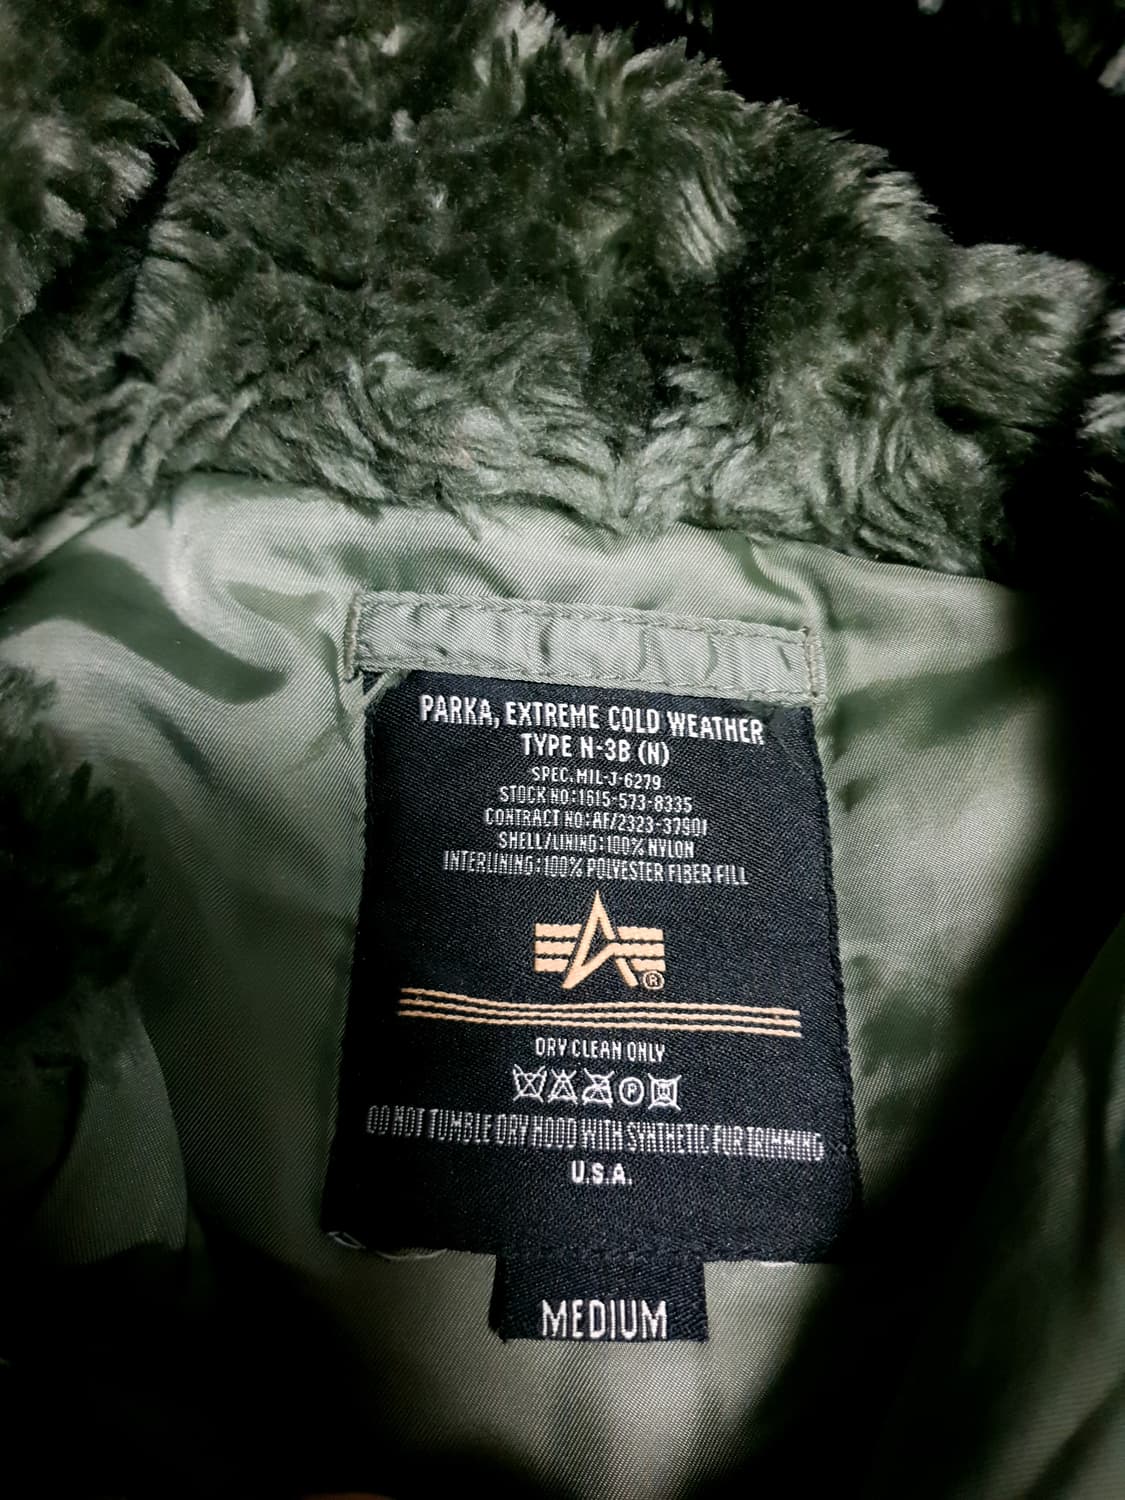 PARKA, EXTREME COLD WEATHER
TYPE N-3B (N)
SPEC. MIL-J-6279
STOCK NO: 1615-573-8335
CONTRACT NO: AF/2323-37901
SHELL/LINING: 100% NYLON
INTERLINING: 100% POLYESTER FIBER FILL
®
DRY CLEAN ONLY
P
DO NOT TUMBLE DRY HOOD WITH SYNTHETIC FUR TRIMMING
U.S.A.
MEDIUM